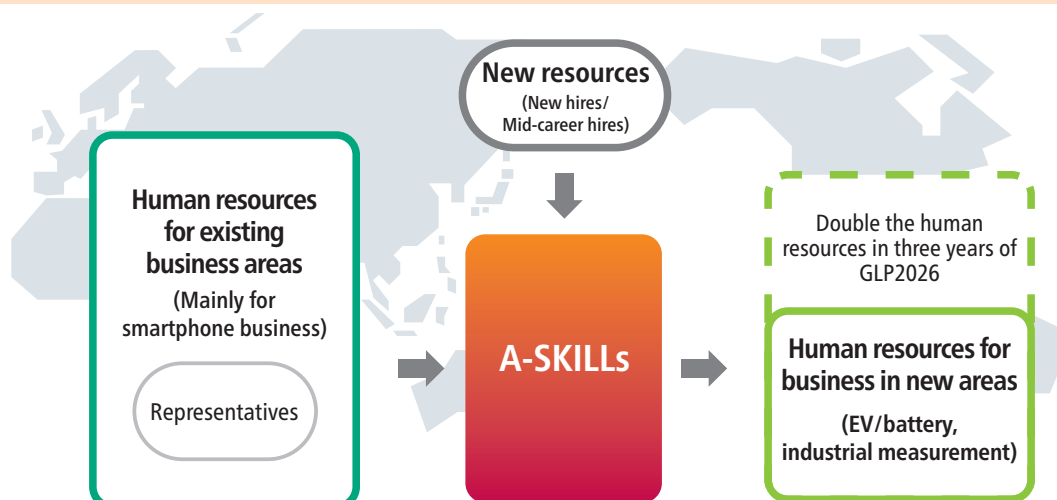 New resources
(New hires/
Mid-career hires)
Human resources
for existing
business areas
(Mainly for
smartphone business)
Representatives
A-SKILLs
Double the human
resources in three years of
GLP2026
Human resources for
business in new areas
(EV/battery,
industrial measurement)